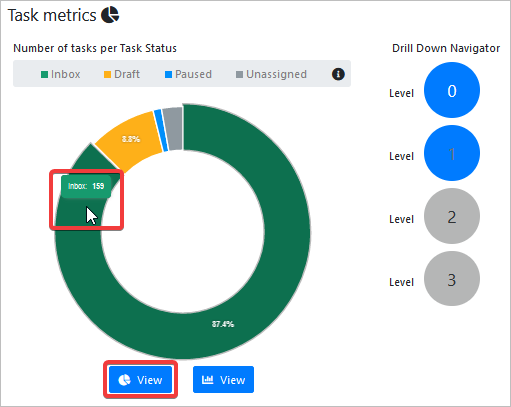 Task metrics
Number of tasks per Task Status
Inbox Draft Paused Unassigned
Drill Down Navigator
Level 0
Level 1
Level 2
Level 3
8.8%
Inbox: 159
87.4%
View View